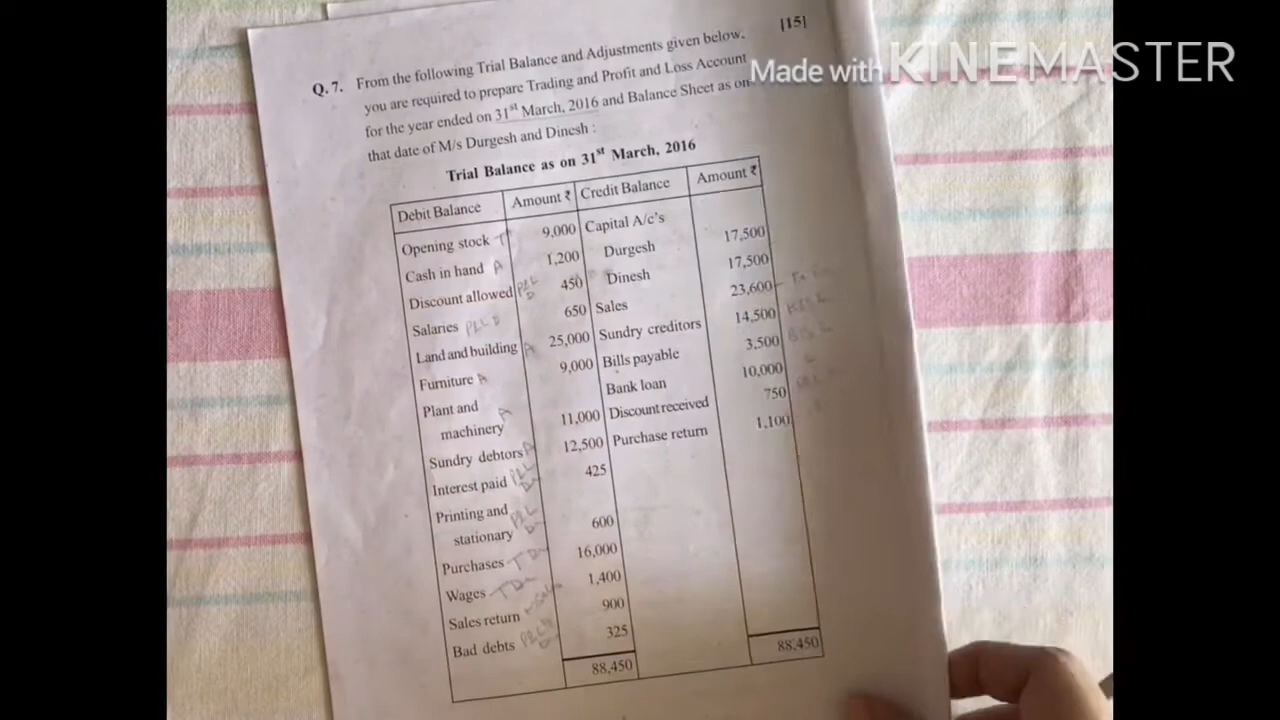 [15]
Made with KINEMASTER
Q. 7. From the following Trial Balance and Adjustments given below,
you are required to prepare Trading and Profit and Loss Account
for the year ended on 31st March, 2016 and Balance Sheet as on
that date of M/s Durgesh and Dinesh :
Trial Balance as on 31st March, 2016
Debit Balance Amount ₹ Credit Balance Amount ₹
Opening stock T 9,000 Capital A/c's
Cash in hand A 1,200 Durgesh 17,500
Discount allowed P&L D 450 Dinesh 17,500
Salaries P&L D 650 Sales 23,600
Land and building A 25,000 Sundry creditors 14,500
Furniture A 9,000 Bills payable 3,500
Plant and Bank loan 10,000
machinery A 11,000 Discount received 750
Sundry debtors A 12,500 Purchase return 1,100
Interest paid P&L 425
Printing and
stationary P&L 600
Purchases T 16,000
Wages T 1,400
Sales return 900
Bad debts P&L 325
88,450 88,450